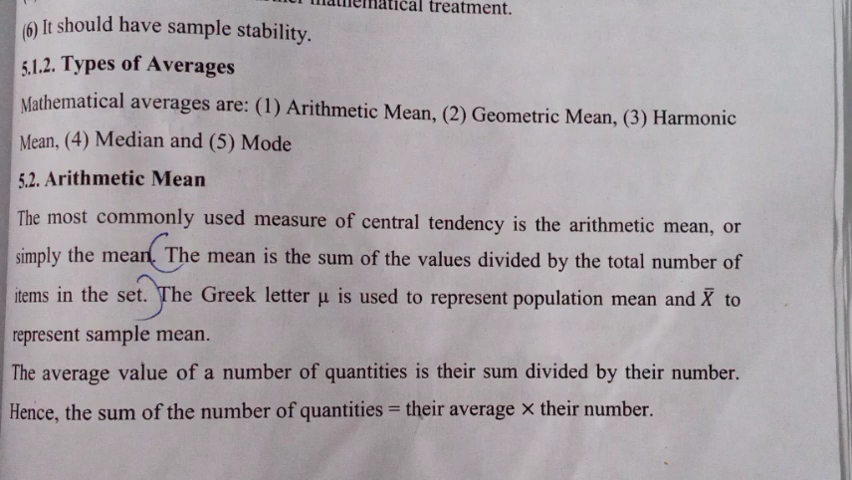 mathematical treatment.
(6) It should have sample stability.
5.1.2. Types of Averages
Mathematical averages are: (1) Arithmetic Mean, (2) Geometric Mean, (3) Harmonic
Mean, (4) Median and (5) Mode
5.2. Arithmetic Mean
The most commonly used measure of central tendency is the arithmetic mean, or
simply the mean. The mean is the sum of the values divided by the total number of
items in the set. The Greek letter μ is used to represent population mean and X̅ to
represent sample mean.
The average value of a number of quantities is their sum divided by their number.
Hence, the sum of the number of quantities = their average × their number.